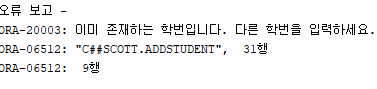 오류 보고 -
ORA-20003: 이미 존재하는 학번입니다. 다른 학번을 입력하세요.
ORA-06512: "C##SCOTT.ADDSTUDENT",  31행
ORA-06512:  9행